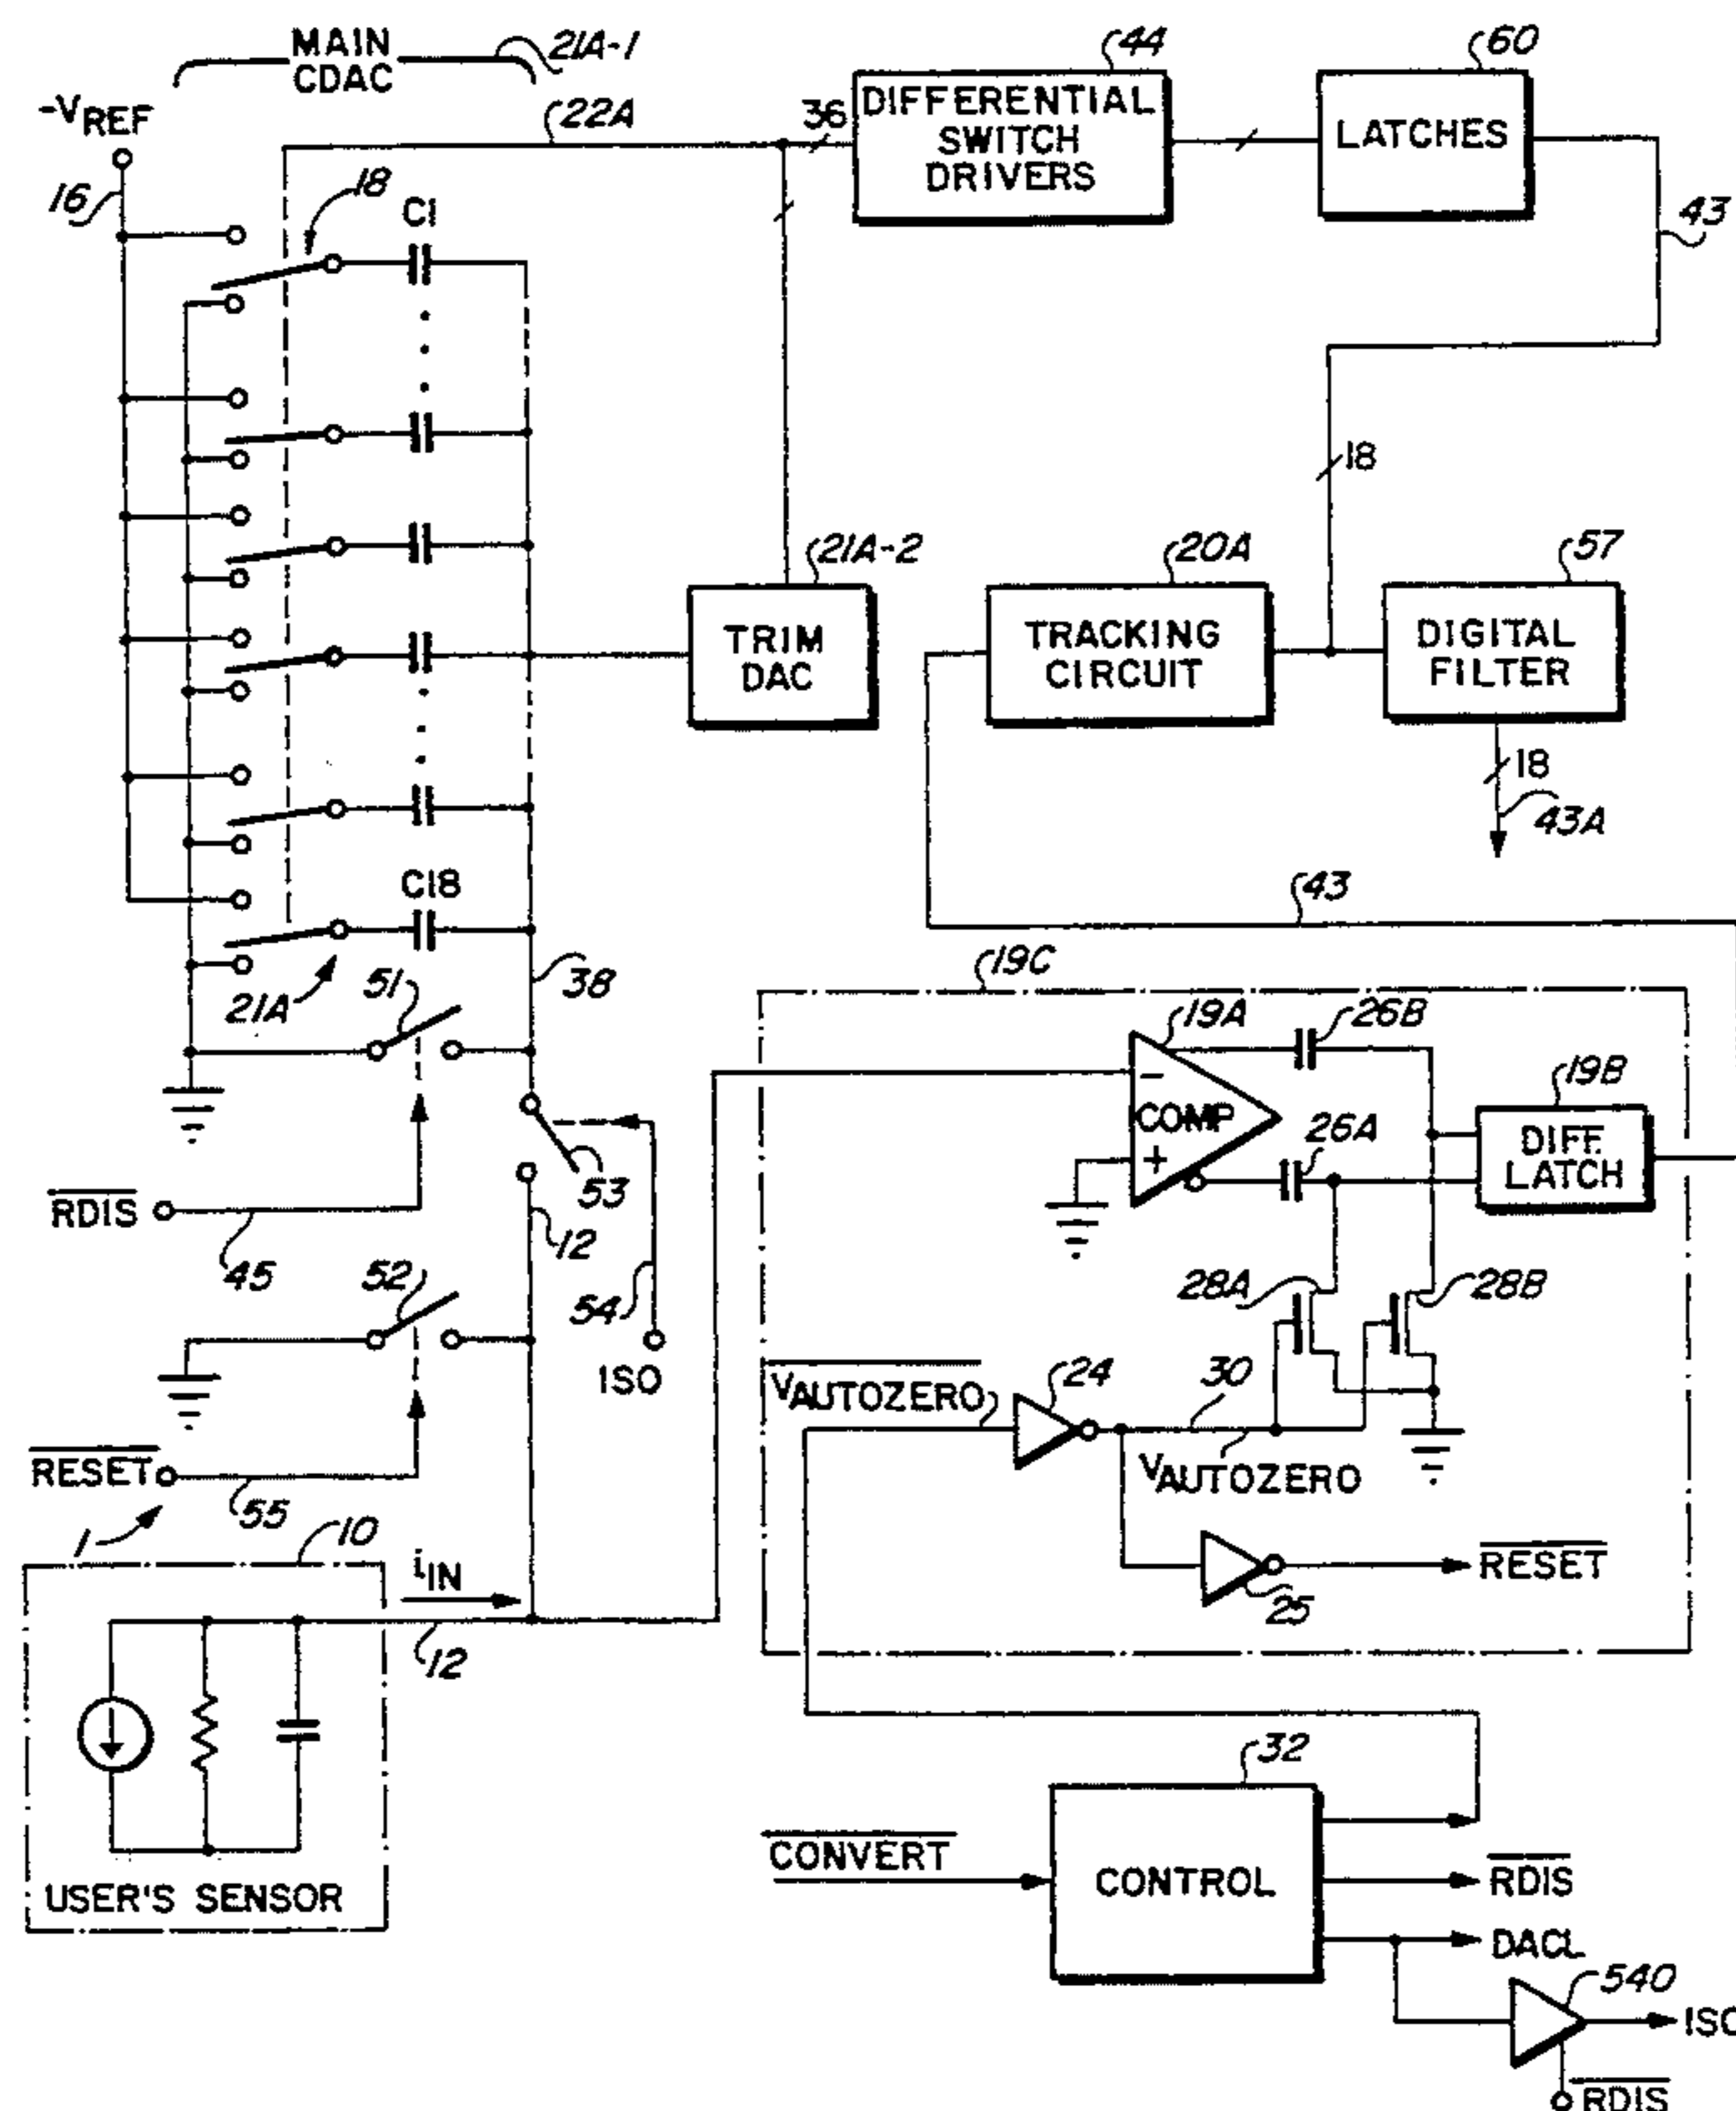 MAIN
CDAC
21A-1
44
60
-VREF
22A
36
DIFFERENTIAL
SWITCH
DRIVERS
LATCHES
16
18
C1
43
18
21A-2
20A
57
TRIM
DAC
TRACKING
CIRCUIT
DIGITAL
FILTER
18
43A
C18
43
21A
51
38
19C
19A
26B
19B
-
COMP
+
26A
DIFF.
LATCH
RDIS
53
12
45
52
54
28A
28B
ISO
VAUTOZERO
24
30
VAUTOZERO
RESET
55
1
10
iIN
RESET
25
12
32
CONVERT
CONTROL
RDIS
USER'S SENSOR
DACL
540
ISO
RDIS